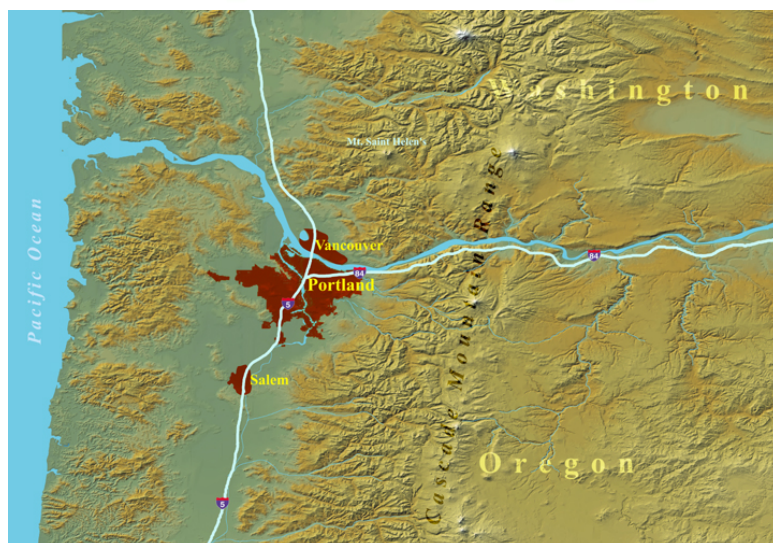 Washington
Mt. Saint Helen's
Pacific Ocean
Vancouver
84
84
Portland
5
Cascade Mountain Range
Salem
Oregon
5